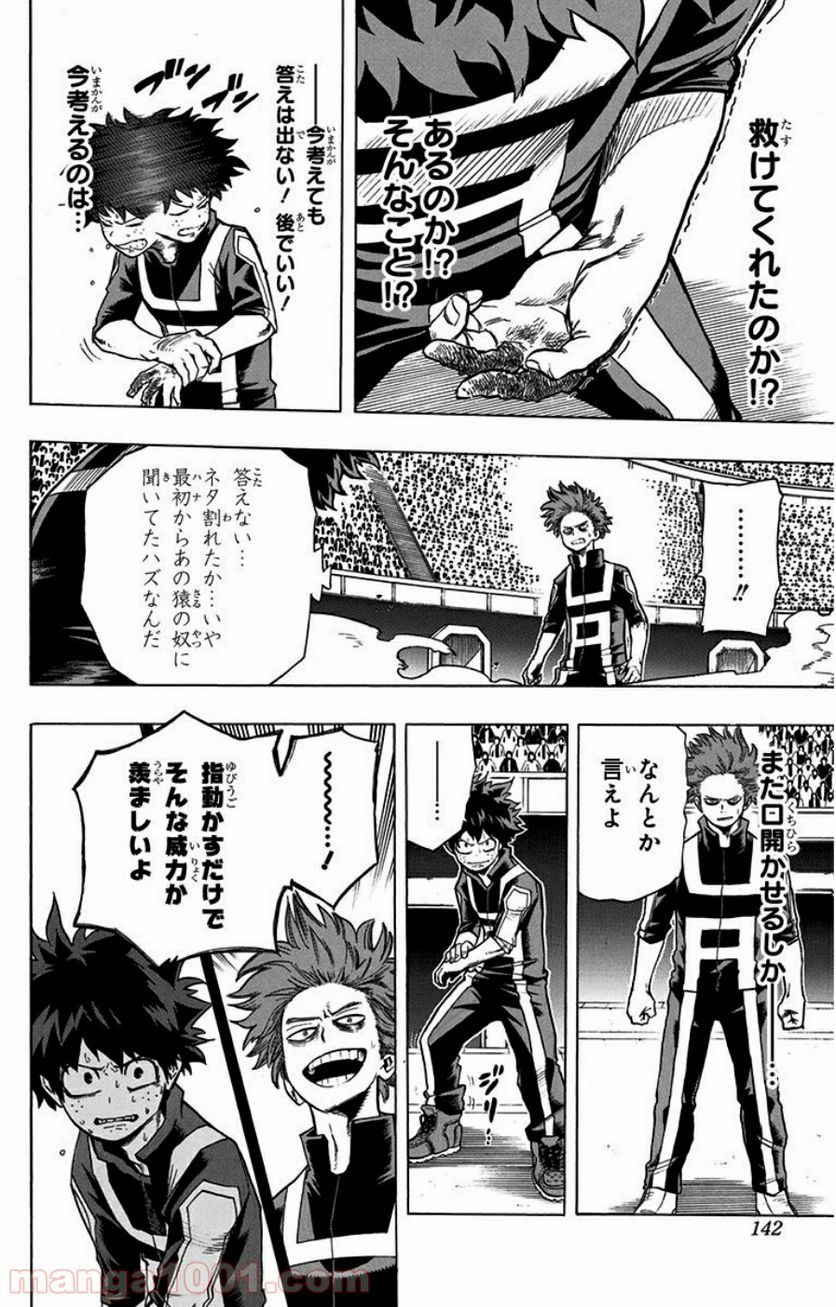 救けてくれたのか!?
あるのか!?
そんなこと!?
――今考えても
答えは出ない!後でいい!
ブンブン
今考えるのは…
………!!
答えない…
ネタ割れたか…いや
最初からあの猿の奴に
聞いてたハズなんだ
まだ口開かせるしか――…
なんとか
言えよ
――…
ジリ…
……!
指動かすだけで
そんな威力か
羨ましいよ
142
manga1001.com